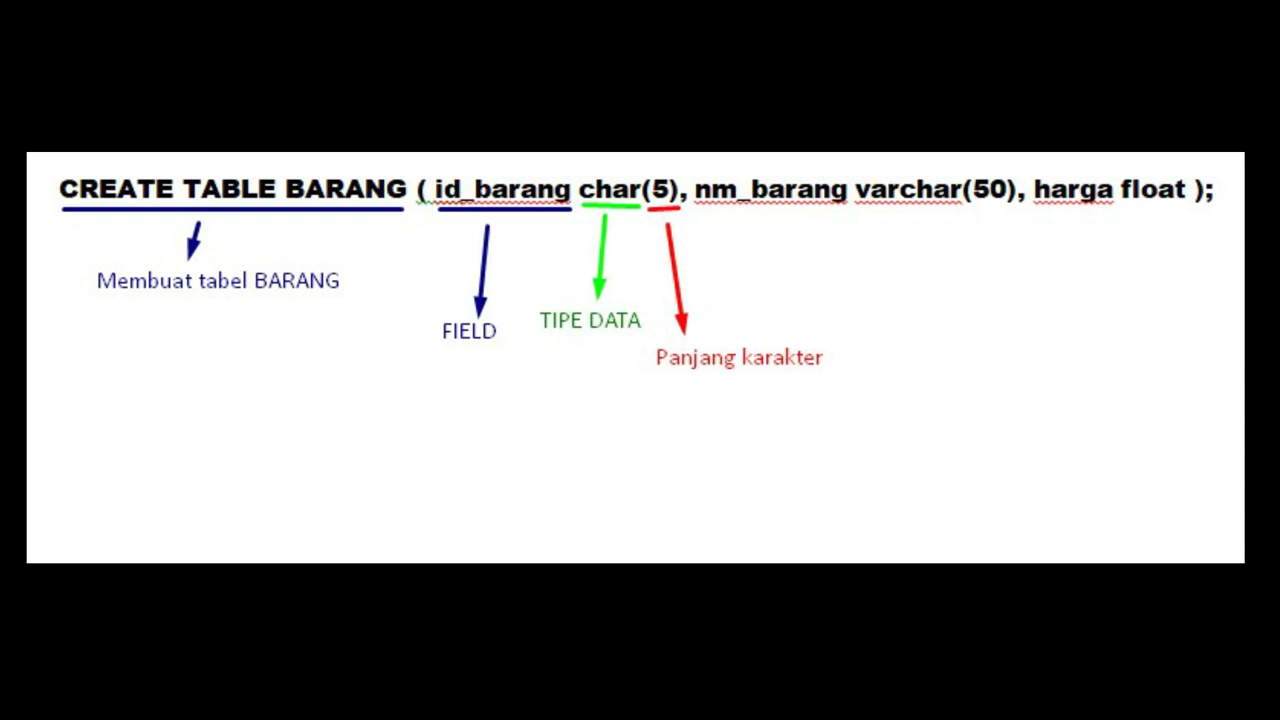 CREATE TABLE BARANG ( id_barang char(5), nm_barang varchar(50), harga float );
Membuat tabel BARANG
FIELD
TIPE DATA
Panjang karakter